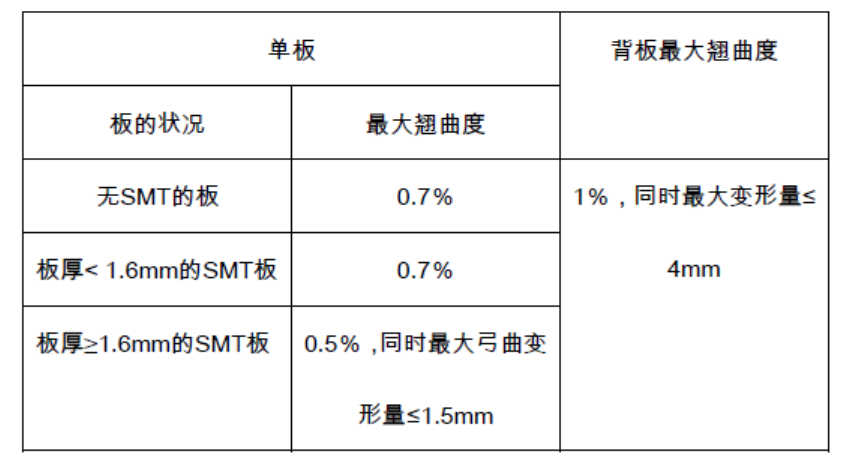 单板
背板最大翘曲度
板的状况
最大翘曲度
无SMT的板
0.7%
1%，同时最大变形量≤
4mm
板厚< 1.6mm的SMT板
0.7%
板厚≥1.6mm的SMT板
0.5%，同时最大弓曲变
形量≤1.5mm